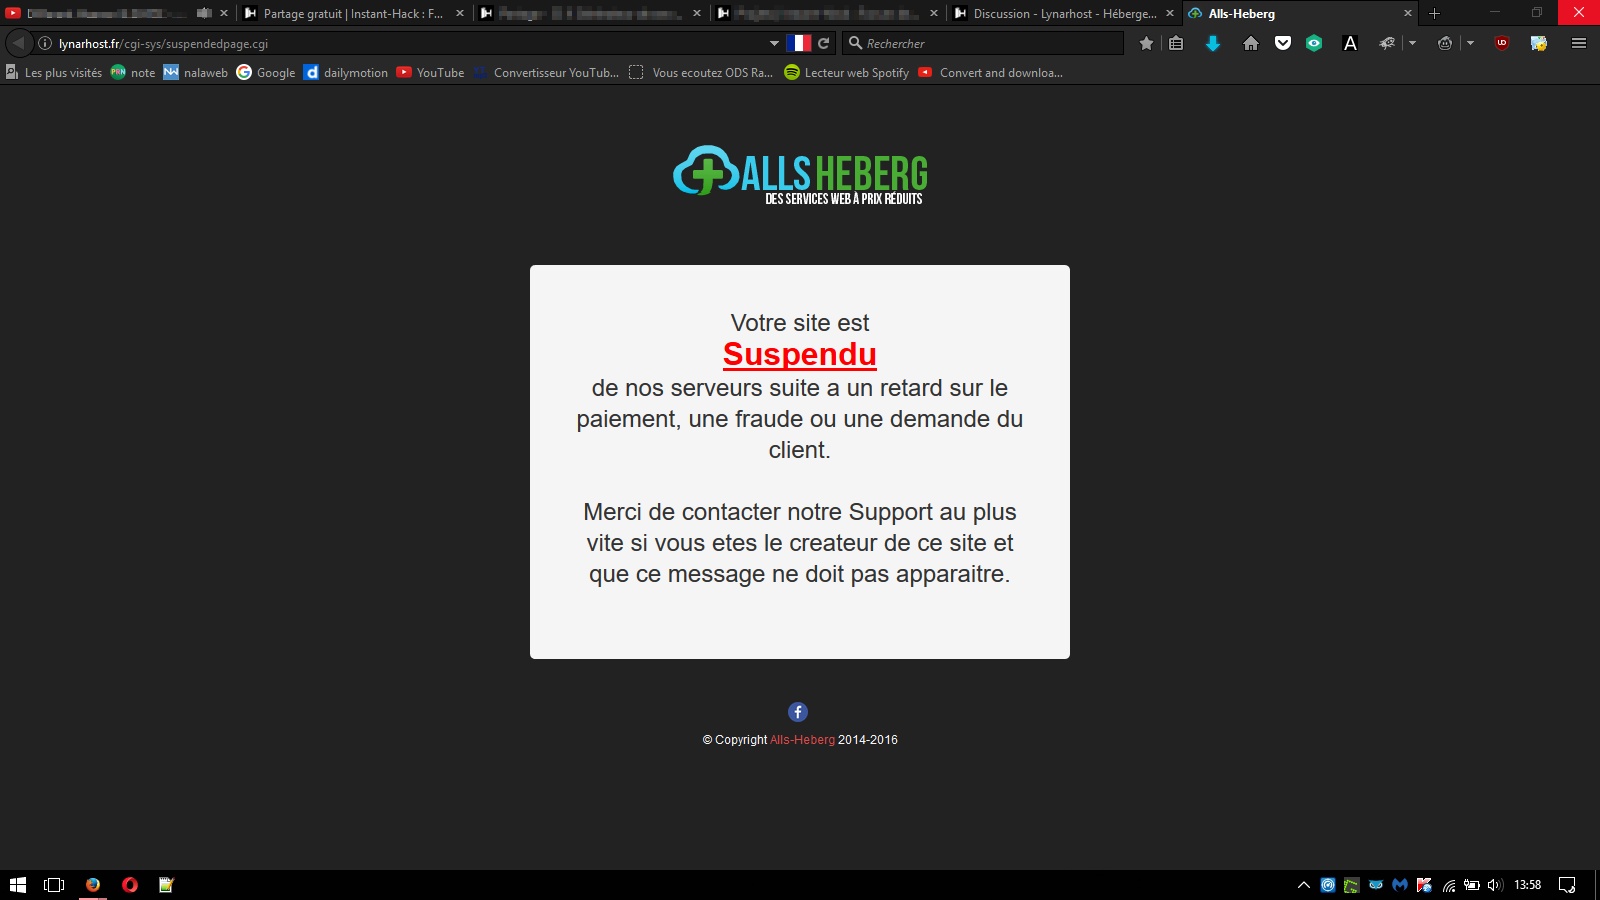 Partage gratuit | Instant-Hack : F...
Discussion - Lynarhost - Héberge...
Alls-Heberg
lynarhost.fr/cgi-sys/suspendedpage.cgi
Rechercher
Les plus visités
note
nalaweb
Google
dailymotion
YouTube
Convertisseur YouTub...
Vous ecoutez ODS Ra...
Lecteur web Spotify
Convert and downloa...
ALLS HEBERG
DES SERVICES WEB À PRIX RÉDUITS
Votre site est
Suspendu
de nos serveurs suite a un retard sur le
paiement, une fraude ou une demande du
client.
Merci de contacter notre Support au plus
vite si vous etes le createur de ce site et
que ce message ne doit pas apparaitre.
© Copyright Alls-Heberg 2014-2016
13:58